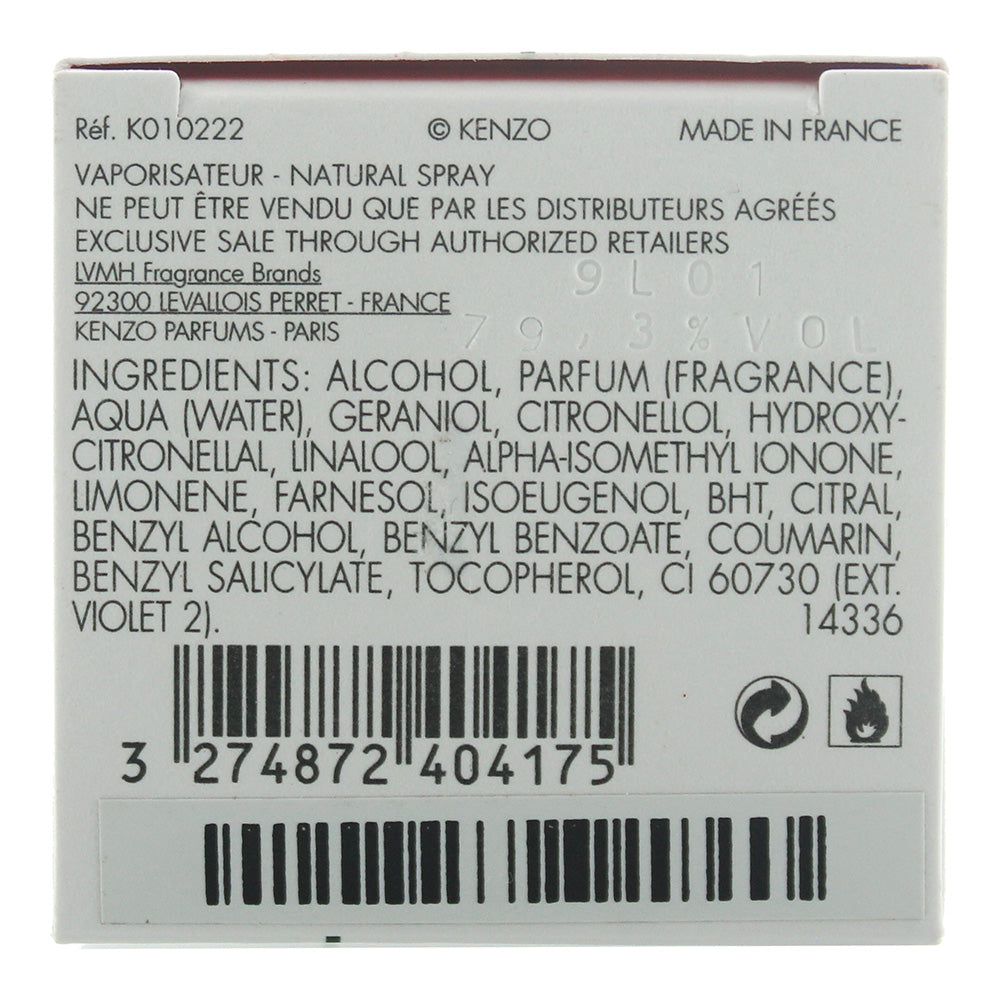 Réf. K010222 © KENZO MADE IN FRANCE
VAPORISATEUR - NATURAL SPRAY
NE PEUT ÊTRE VENDU QUE PAR LES DISTRIBUTEURS AGRÉÉS
EXCLUSIVE SALE THROUGH AUTHORIZED RETAILERS
LVMH Fragrance Brands 9L01
92300 LEVALLOIS PERRET - FRANCE
KENZO PARFUMS - PARIS 79,3% VOL
INGREDIENTS: ALCOHOL, PARFUM (FRAGRANCE),
AQUA (WATER), GERANIOL, CITRONELLOL, HYDROXY-
CITRONELLAL, LINALOOL, ALPHA-ISOMETHYL IONONE,
LIMONENE, FARNESOL, ISOEUGENOL, BHT, CITRAL,
BENZYL ALCOHOL, BENZYL BENZOATE, COUMARIN,
BENZYL SALICYLATE, TOCOPHEROL, CI 60730 (EXT.
VIOLET 2). 14336
3 274872 404175